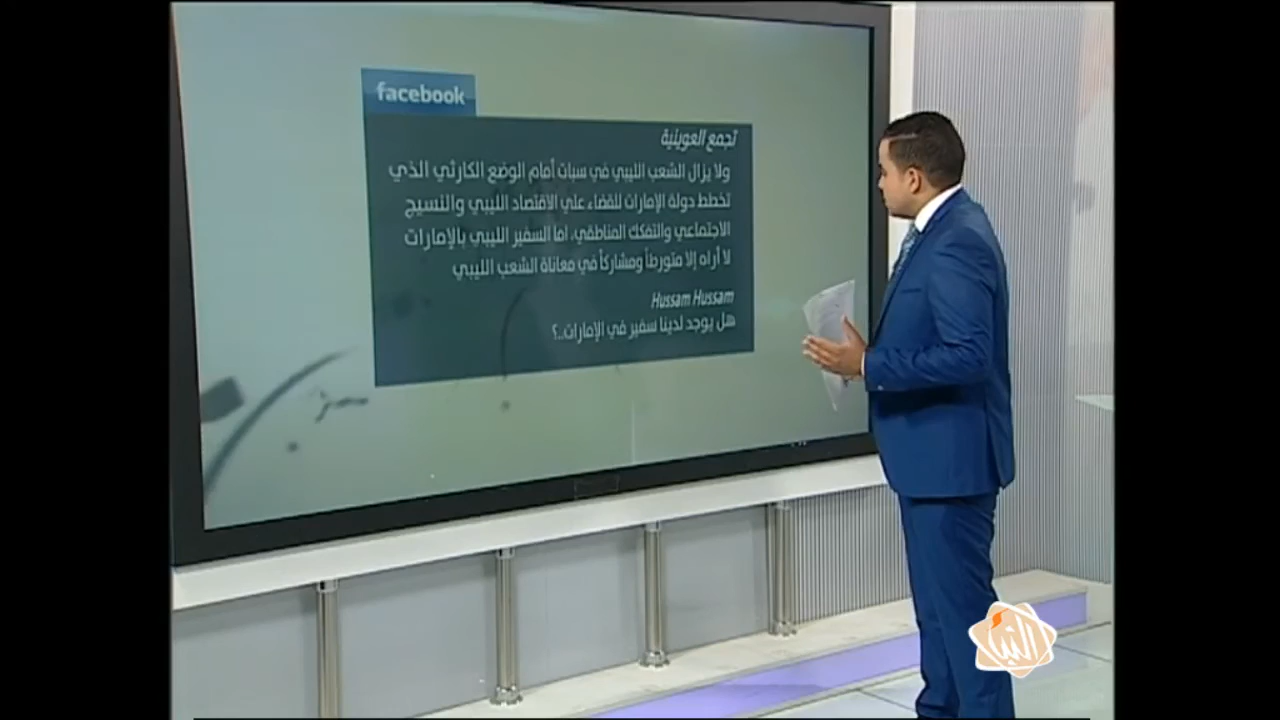 facebook
تجمع العوينية
ولا يزال الشعب الليبي في سبات أمام الوضع الكارثي الذي
تخطط دولة الإمارات للقضاء علي الاقتصاد الليبي والنسيج
الاجتماعي والتفكك المناطقي، اما السفير الليبي بالإمارات
لا أراه إلا متورطاً ومشاركاً في معاناة الشعب الليبي
Hussam Hussam
هل يوجد لدينا سفير في الإمارات..؟
النبأ